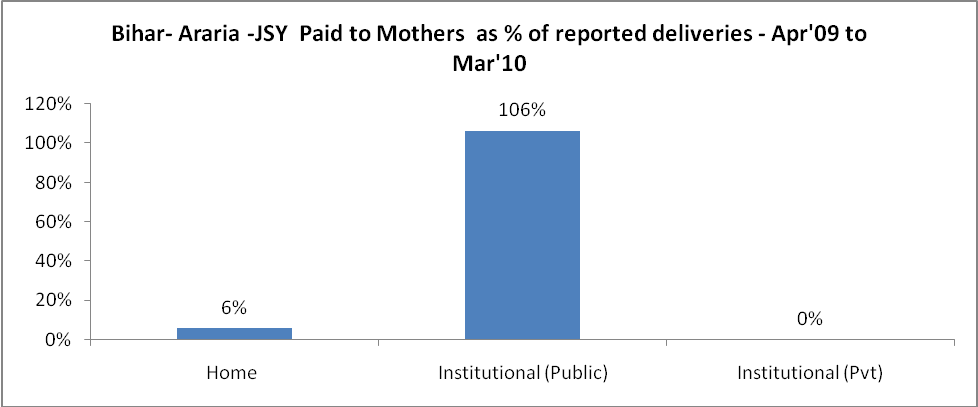 Bihar- Araria -JSY Paid to Mothers as % of reported deliveries - Apr'09 to
Mar'10
120%
100%
80%
60%
40%
20%
0%
6%
106%
0%
Home
Institutional (Public)
Institutional (Pvt)